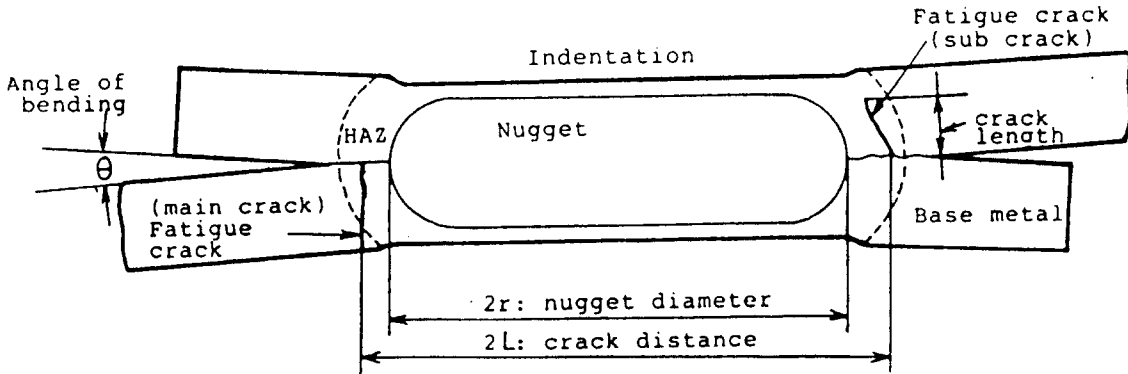 Fatigue crack
(sub crack)
Indentation
Angle of
bending
crack
length
HAZ
Nugget
θ
(main crack)
Fatigue
crack
Base metal
2r: nugget diameter
2L: crack distance